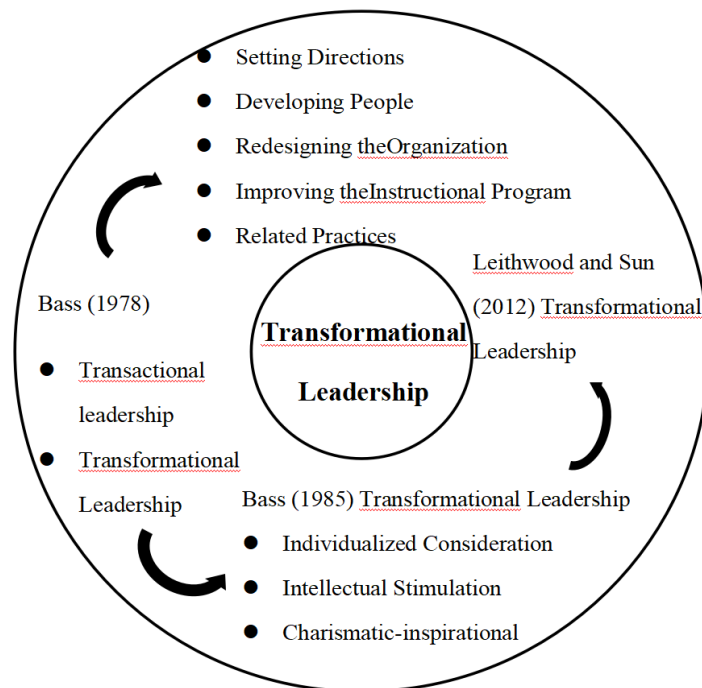 ● Setting Directions
● Developing People
● Redesigning theOrganization
● Improving theInstructional Program
● Related Practices
Leithwood and Sun
(2012) Transformational
Leadership
Bass (1978)
● Transactional
leadership
● Transformational
Leadership
Transformational
Leadership
Bass (1985) Transformational Leadership
● Individualized Consideration
● Intellectual Stimulation
● Charismatic-inspirational